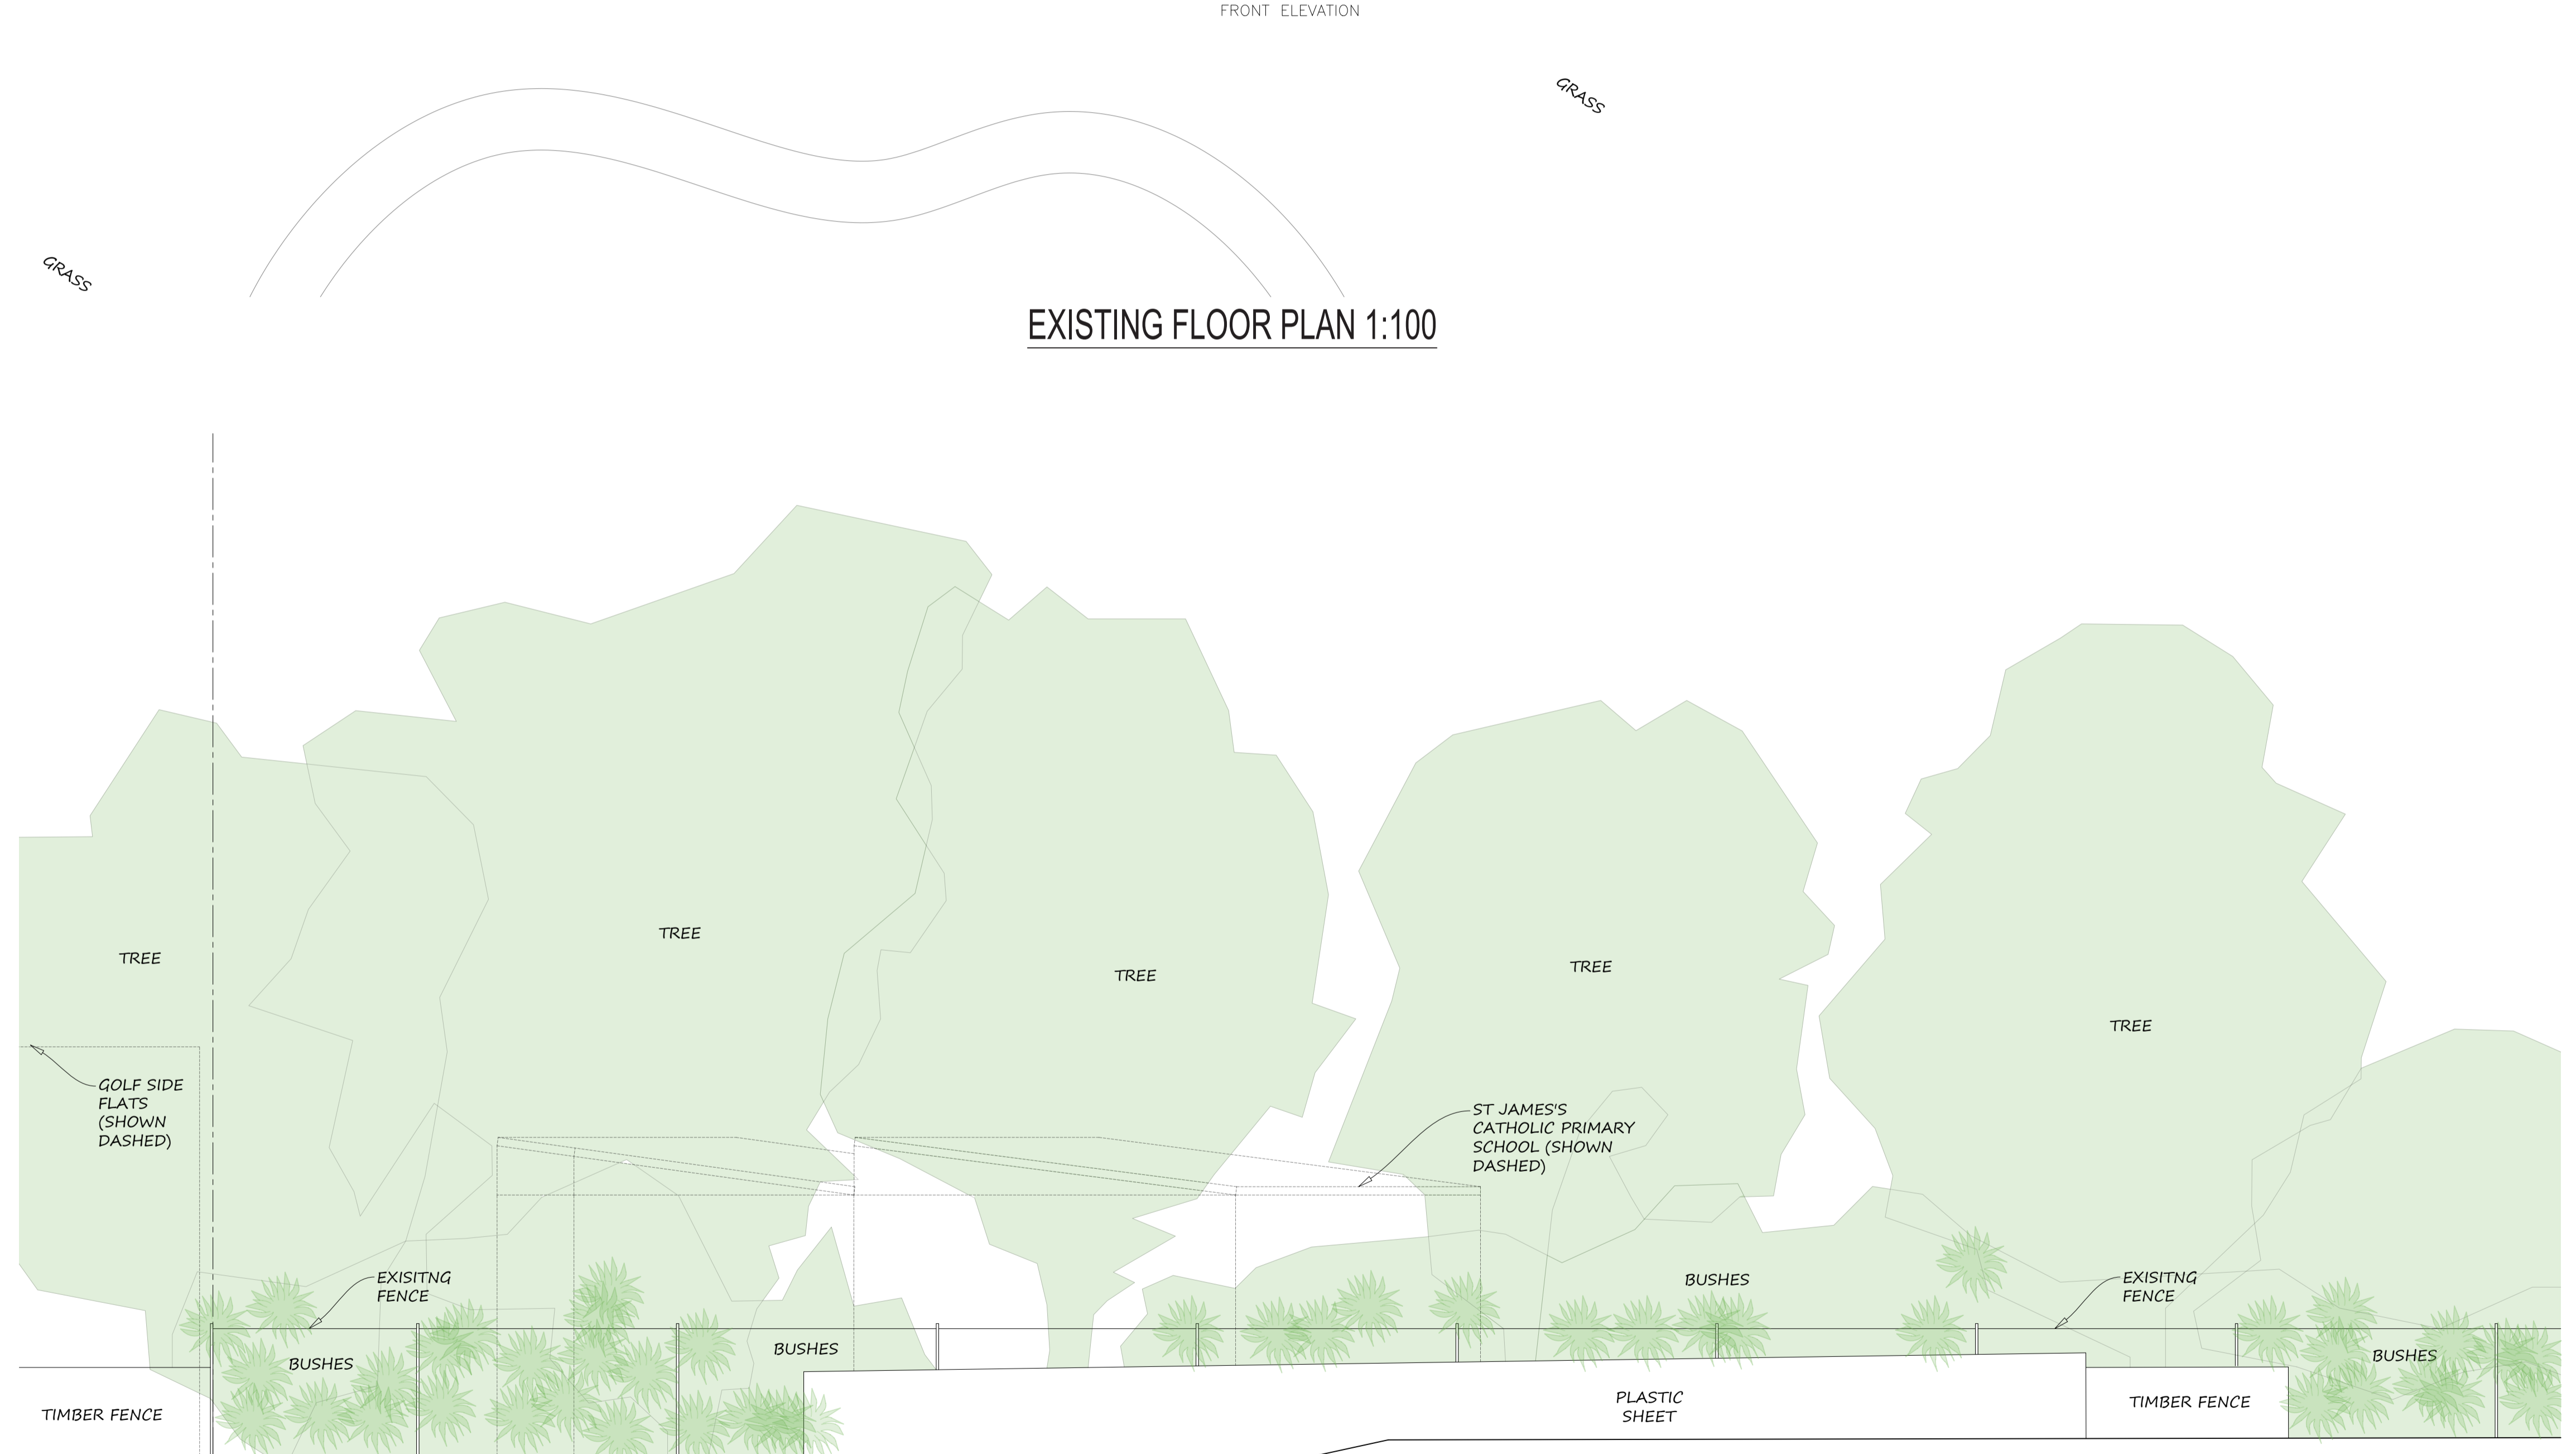 FRONT ELEVATION
GRASS
GRASS
EXISTING FLOOR PLAN 1:100
TREE
TREE
TREE
TREE
TREE
GOLF SIDE
FLATS
(SHOWN
DASHED)
ST JAMES'S
CATHOLIC PRIMARY
SCHOOL (SHOWN
DASHED)
EXISITNG
FENCE
BUSHES
EXISITNG
FENCE
BUSHES
BUSHES
BUSHES
TIMBER FENCE
PLASTIC
SHEET
TIMBER FENCE